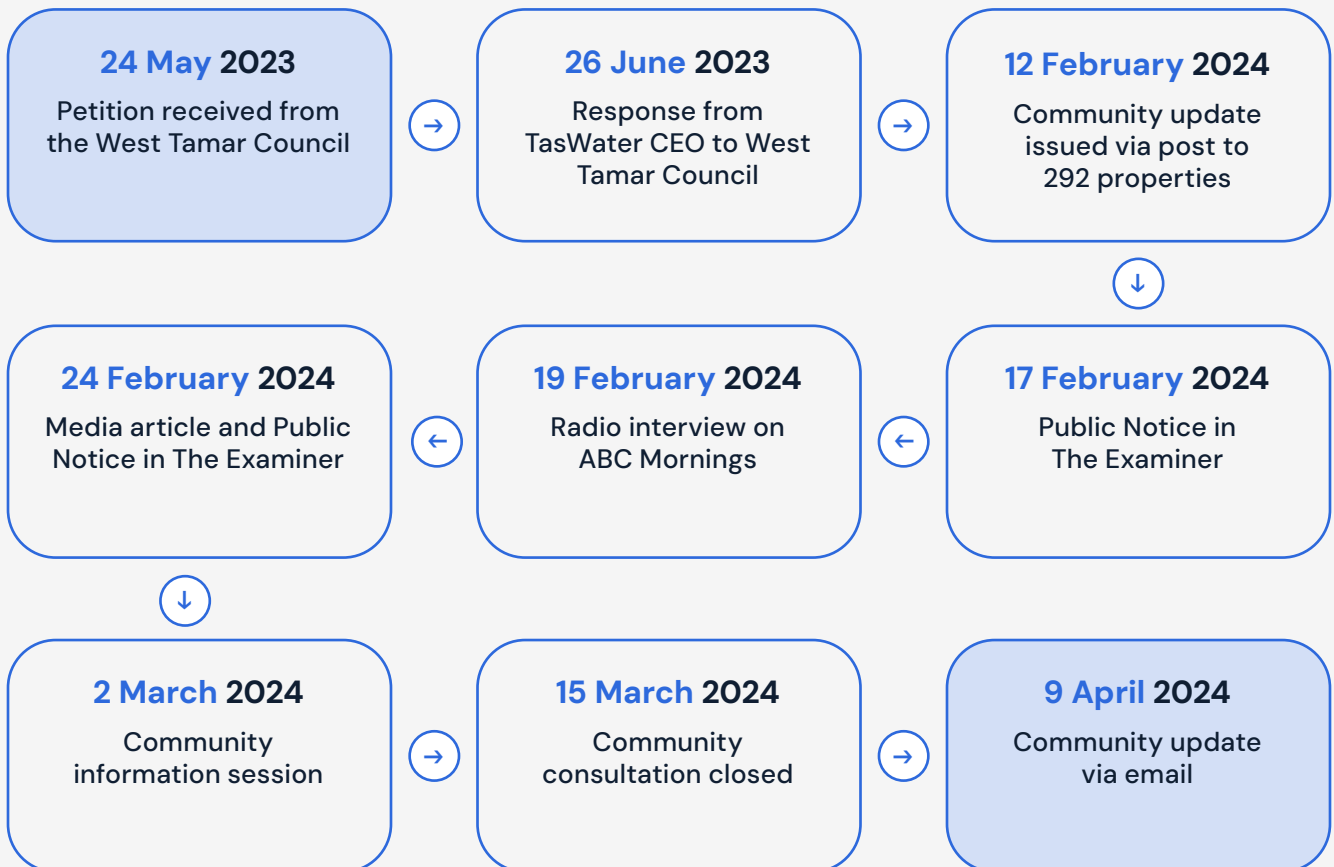 24 May 2023
Petition received from
the West Tamar Council
26 June 2023
Response from
TasWater CEO to West
Tamar Council
12 February 2024
Community update
issued via post to
292 properties
17 February 2024
Public Notice in
The Examiner
19 February 2024
Radio interview on
ABC Mornings
24 February 2024
Media article and Public
Notice in The Examiner
2 March 2024
Community
information session
15 March 2024
Community
consultation closed
9 April 2024
Community update
via email